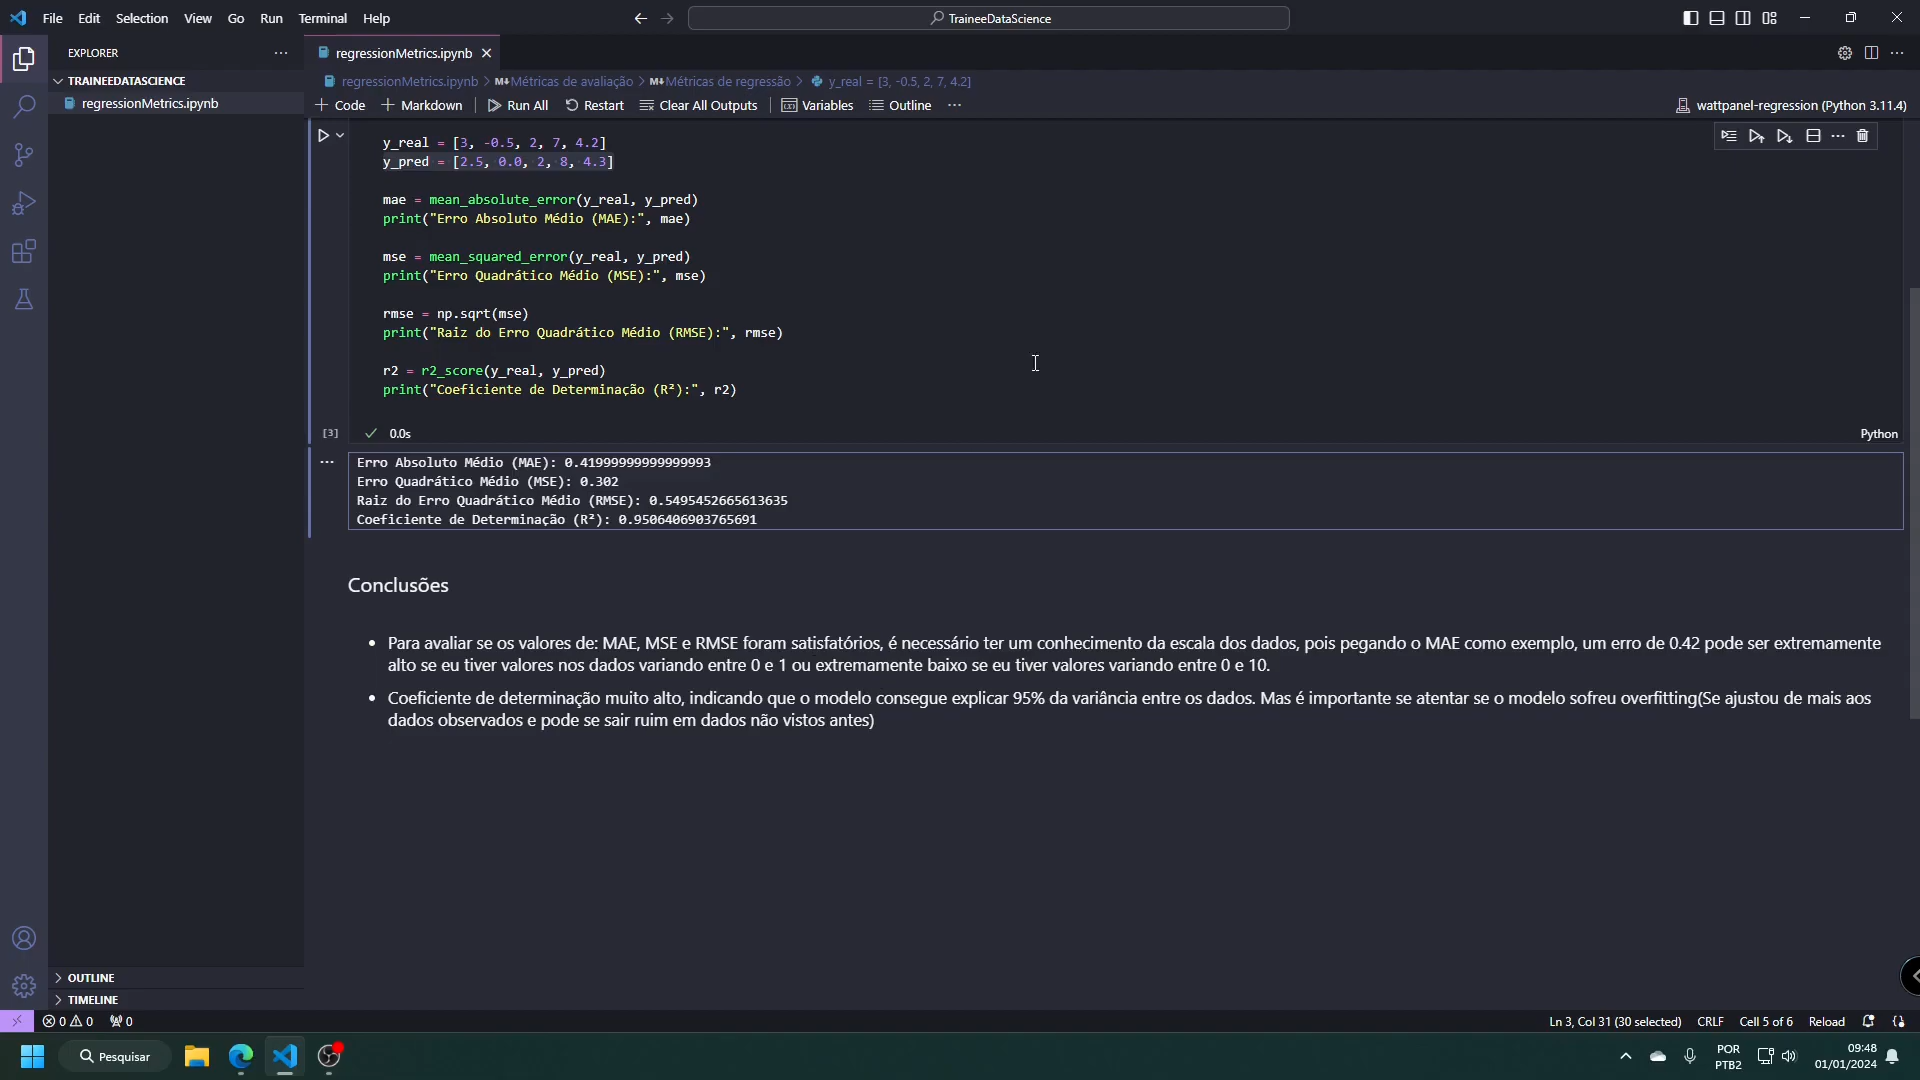 File Edit Selection View Go Run Terminal Help
TraineeDataScience
EXPLORER
regressionMetrics.ipynb
TRAINEEDATASCIENCE
regressionMetrics.ipynb > M↓Métricas de avaliação > M↓Métricas de regressão > y_real = [3, -0.5, 2, 7, 4.2]
regressionMetrics.ipynb
+ Code + Markdown Run All Restart Clear All Outputs Variables Outline ...
wattpanel-regression (Python 3.11.4)
y_real = [3, -0.5, 2, 7, 4.2]
y_pred = [2.5, 0.0, 2, 8, 4.3]
mae = mean_absolute_error(y_real, y_pred)
print("Erro Absoluto Médio (MAE):", mae)
mse = mean_squared_error(y_real, y_pred)
print("Erro Quadrático Médio (MSE):", mse)
rmse = np.sqrt(mse)
print("Raiz do Erro Quadrático Médio (RMSE):", rmse)
r2 = r2_score(y_real, y_pred)
print("Coeficiente de Determinação (R²):", r2)
[3] 0.0s Python
Erro Absoluto Médio (MAE): 0.41999999999999993
Erro Quadrático Médio (MSE): 0.302
Raiz do Erro Quadrático Médio (RMSE): 0.5495452665613635
Coeficiente de Determinação (R²): 0.9506406903765691
Conclusões
• Para avaliar se os valores de: MAE, MSE e RMSE foram satisfatórios, é necessário ter um conhecimento da escala dos dados, pois pegando o MAE como exemplo, um erro de 0.42 pode ser extremamente
alto se eu tiver valores nos dados variando entre 0 e 1 ou extremamente baixo se eu tiver valores variando entre 0 e 10.
• Coeficiente de determinação muito alto, indicando que o modelo consegue explicar 95% da variância entre os dados. Mas é importante se atentar se o modelo sofreu overfitting(Se ajustou de mais aos
dados observados e pode se sair ruim em dados não vistos antes)
OUTLINE
TIMELINE
0 0 0
Ln 3, Col 31 (30 selected) CRLF Cell 5 of 6 Reload
Pesquisar
POR
PTB2
09:48
01/01/2024